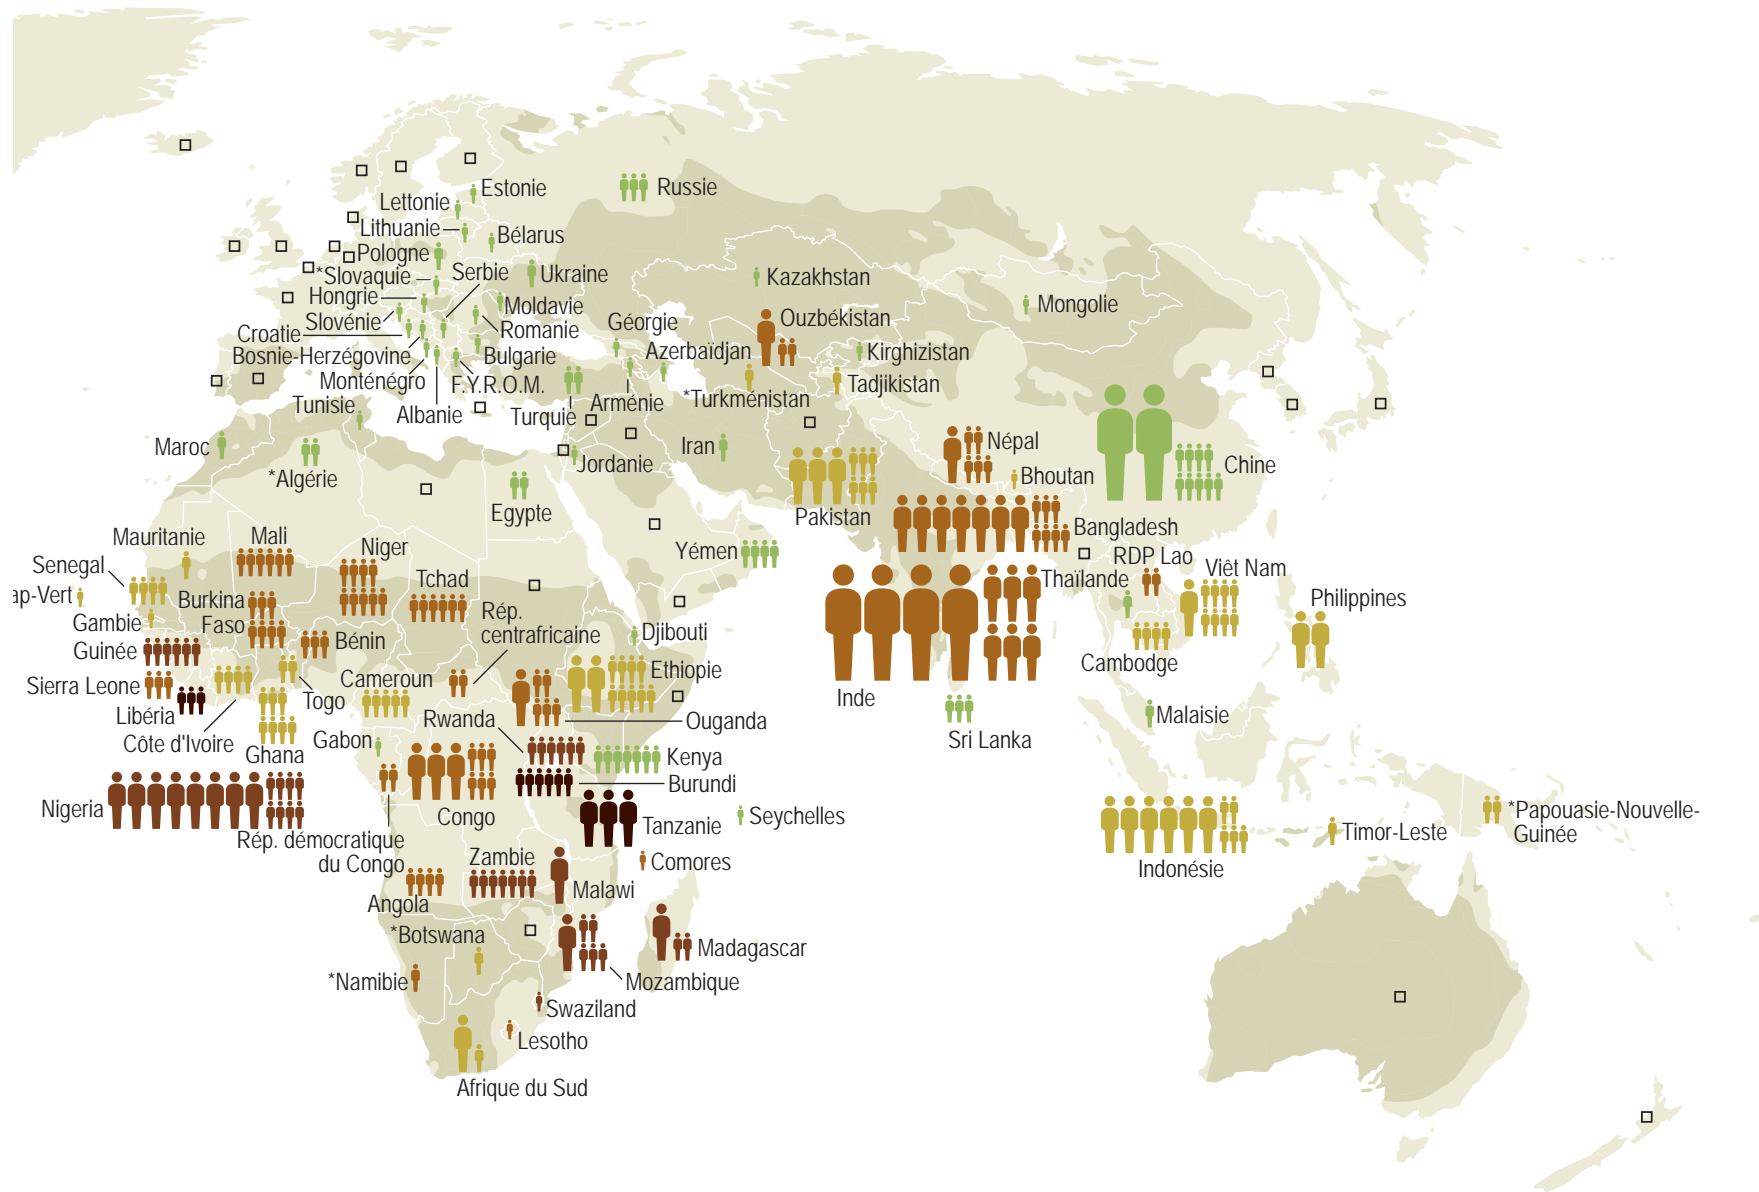 Estonie
Russie
Lettonie
Lithuanie
Bélarus
Pologne
Serbie
*Slovaquie
Ukraine
Kazakhstan
Hongrie
Moldavie
Mongolie
Slovénie
Romanie
Géorgie
Ouzbékistan
Croatie
Bosnie-Herzégovine
Bulgarie
Azerbaïdjan
Kirghizistan
Monténégro
F.Y.R.O.M.
Tadjikistan
Tunisie
Albanie
Turquie
Arménie
*Turkménistan
Maroc
Iran
Népal
*Algérie
Jordanie
Bhoutan
Chine
Egypte
Pakistan
Bangladesh
Mauritanie
Mali
Niger
Yémen
RDP Lao
Senegal
Tchad
Thaïlande
Viêt Nam
ap-Vert
Burkina
Faso
Rép.
centrafricaine
Philippines
Gambie
Djibouti
Guinée
Bénin
Cambodge
Sierra Leone
Cameroun
Ethiopie
Inde
Libéria
Togo
Rwanda
Ouganda
Malaisie
Côte d'Ivoire
Ghana
Gabon
Kenya
Sri Lanka
Burundi
Nigeria
Congo
Tanzanie
Seychelles
*Papouasie-Nouvelle-
Guinée
Timor-Leste
Rép. démocratique
du Congo
Zambie
Comores
Indonésie
Malawi
Angola
*Botswana
Madagascar
*Namibie
Mozambique
Swaziland
Lesotho
Afrique du Sud